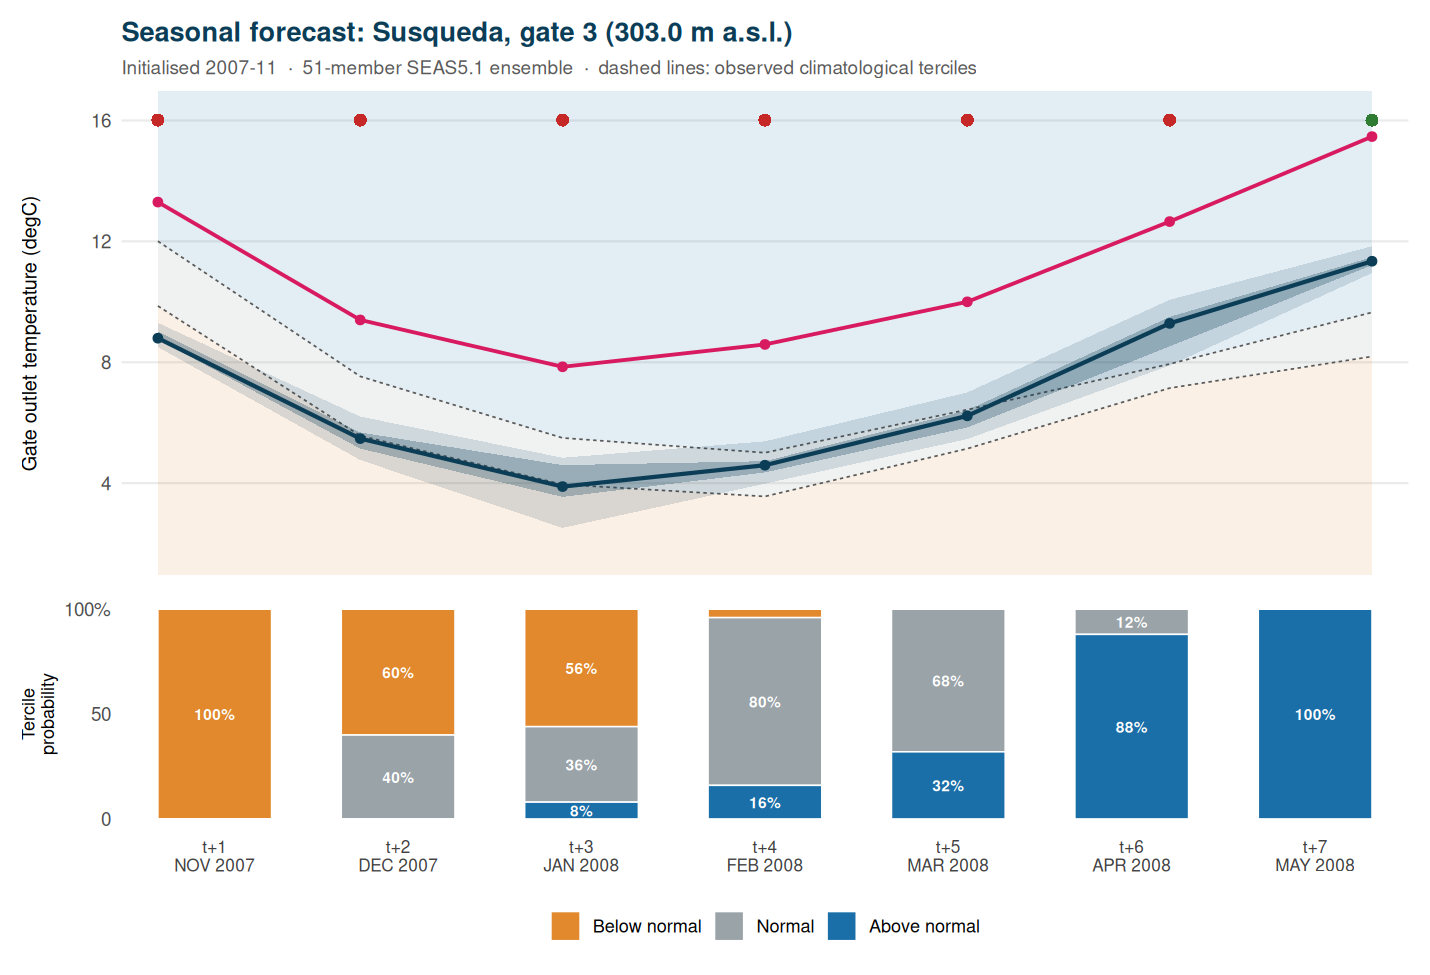 Seasonal forecast: Susqueda, gate 3 (303.0 m a.s.l.)
Initialised 2007-11 · 51-member SEAS5.1 ensemble · dashed lines: observed climatological terciles
Gate outlet temperature (degC)
16
12
8
4
Tercile
probability
100%
50
0
100%
60%
40%
56%
36%
8%
80%
16%
68%
32%
12%
88%
100%
t+1
NOV 2007
t+2
DEC 2007
t+3
JAN 2008
t+4
FEB 2008
t+5
MAR 2008
t+6
APR 2008
t+7
MAY 2008
Below normal
Normal
Above normal